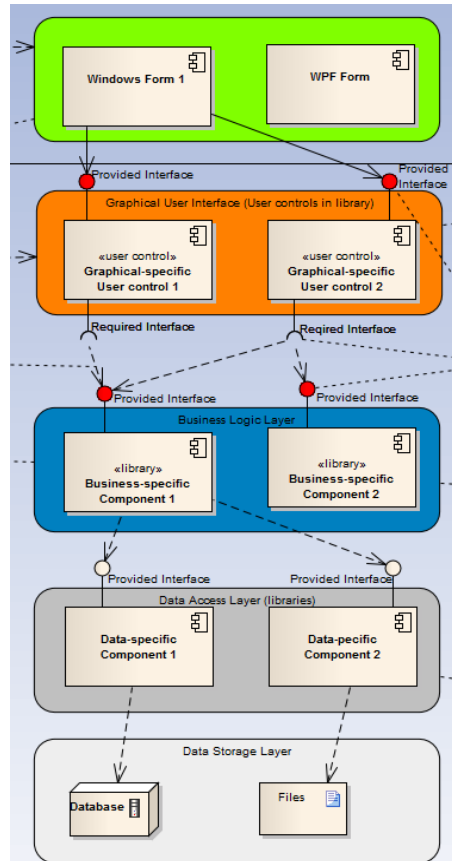 Windows Form 1
WPF Form
Provided Interface
Provided
Interface
Graphical User Interface (User controls in library)
«user control»
Graphical-specific
User control 1
«user control»
Graphical-specific
User control 2
Required Interface
Reqired Interface
Provided Interface
Provided Interface
Business Logic Layer
«library»
Business-specific
Component 1
«library»
Business-specific
Component 2
Provided Interface
Provided Interface
Data Access Layer (libraries)
Data-specific
Component 1
Data-pecific
Component 2
Data Storage Layer
Database
Files